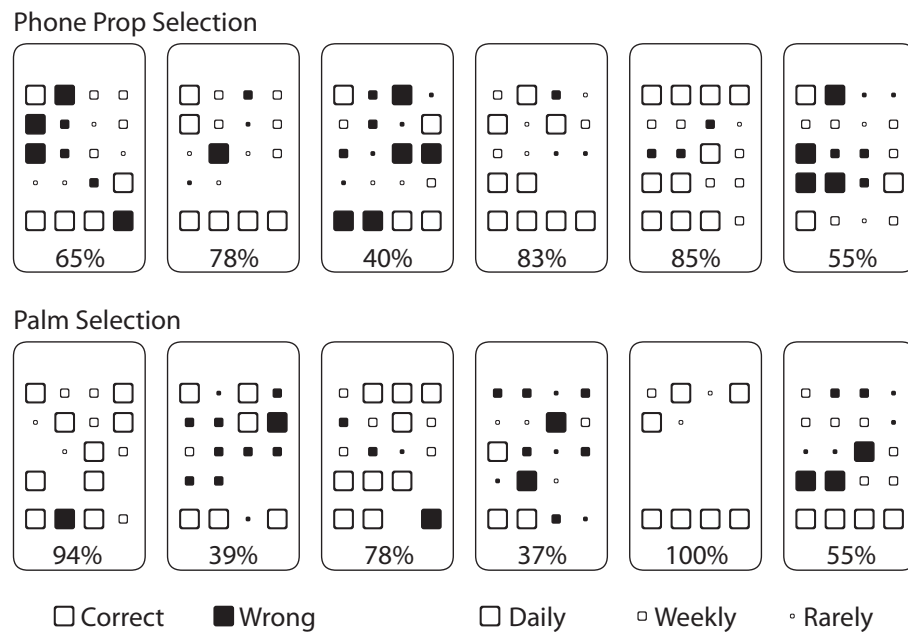 Phone Prop Selection
65% 78% 40% 83% 85% 55%
Palm Selection
94% 39% 78% 37% 100% 55%
Correct Wrong Daily Weekly Rarely